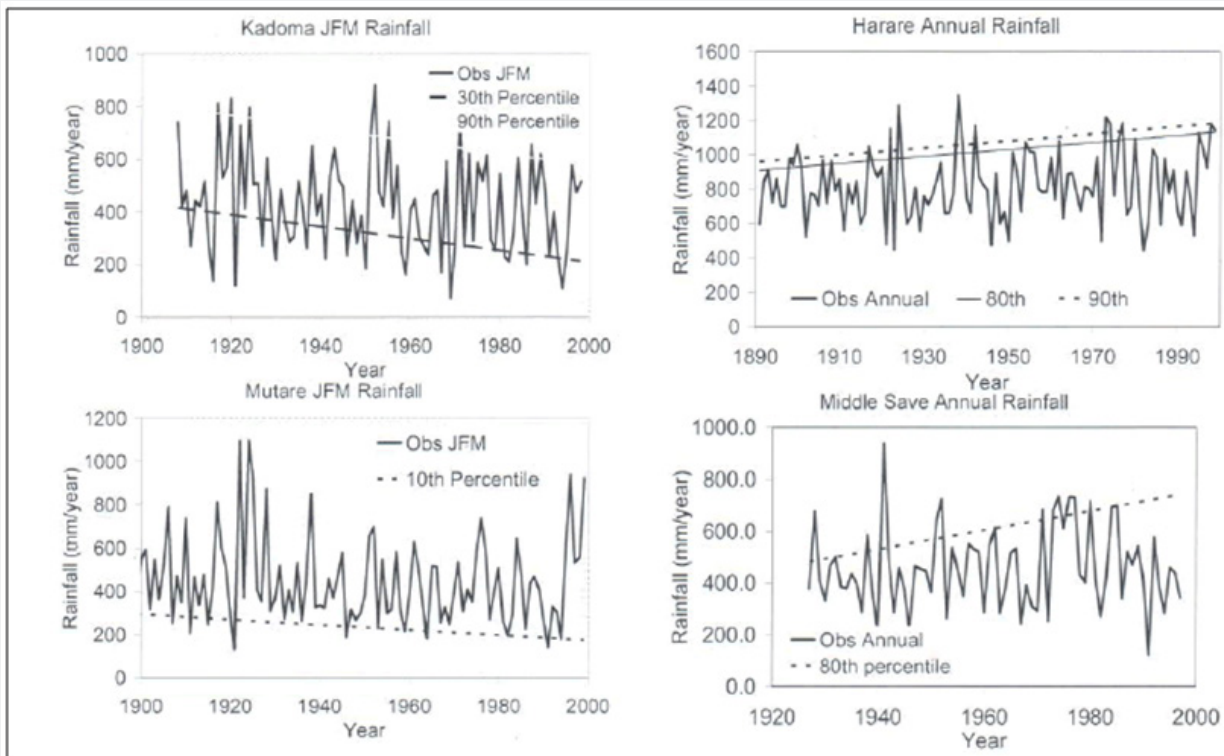 Kadoma JFM Rainfall
Rainfall (mm/year)
1000
800
600
400
200
0
Obs JFM
30th Percentile
90th Percentile
1900 1920 1940 1960 1980 2000
Year
Harare Annual Rainfall
Rainfall (mm/year)
1600
1400
1200
1000
800
600
400
200
0
Obs Annual 80th 90th
1891 1910 1930 1950 1970 1990
Year
Mutare JFM Rainfall
Rainfall (mm/year)
1200
1000
800
600
400
200
0
Obs JFM
10th Percentile
1900 1920 1940 1960 1980 2000
Year
Middle Save Annual Rainfall
Rainfall (mm/year)
1000.0
800.0
600.0
400.0
200.0
0.0
Obs Annual
80th percentile
1920 1940 1960 1980 2000
Year